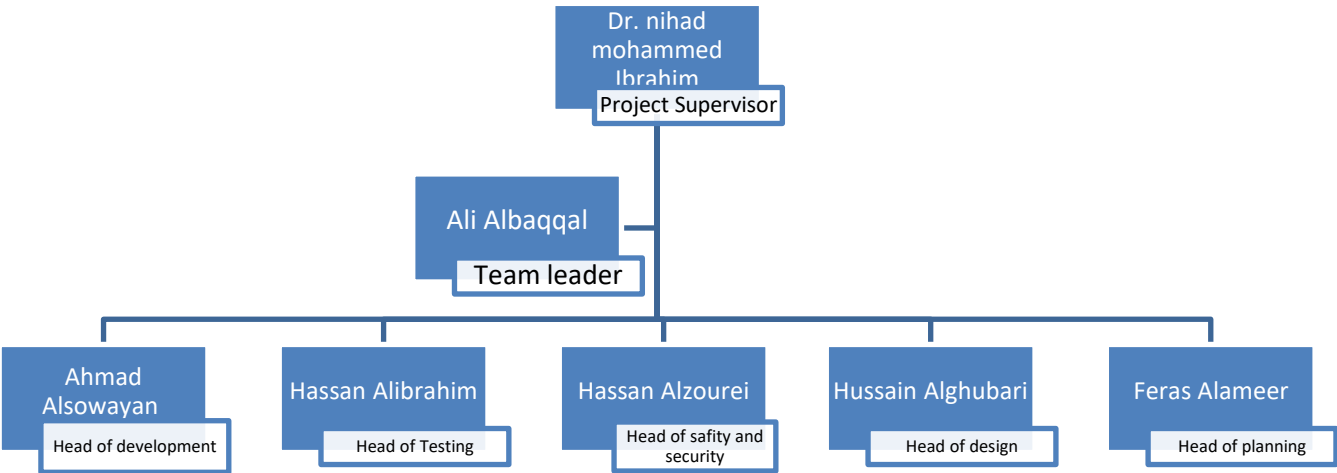 Dr. nihad
mohammed
Ibrahim
Project Supervisor
Ali Albaqqal
Team leader
Ahmad
Alsowayan
Head of development
Hassan Alibrahim
Head of Testing
Hassan Alzourei
Head of safity and
security
Hussain Alghubari
Head of design
Feras Alameer
Head of planning